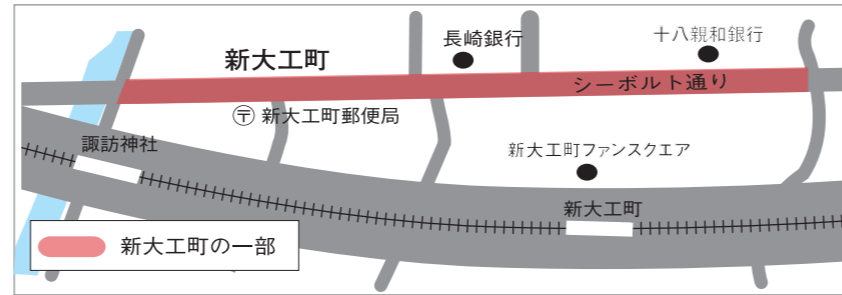 長崎銀行
十八親和銀行
新大工町
シーボルト通り
〒 新大工町郵便局
諏訪神社
新大工町ファンスクエア
新大工町
新大工町の一部